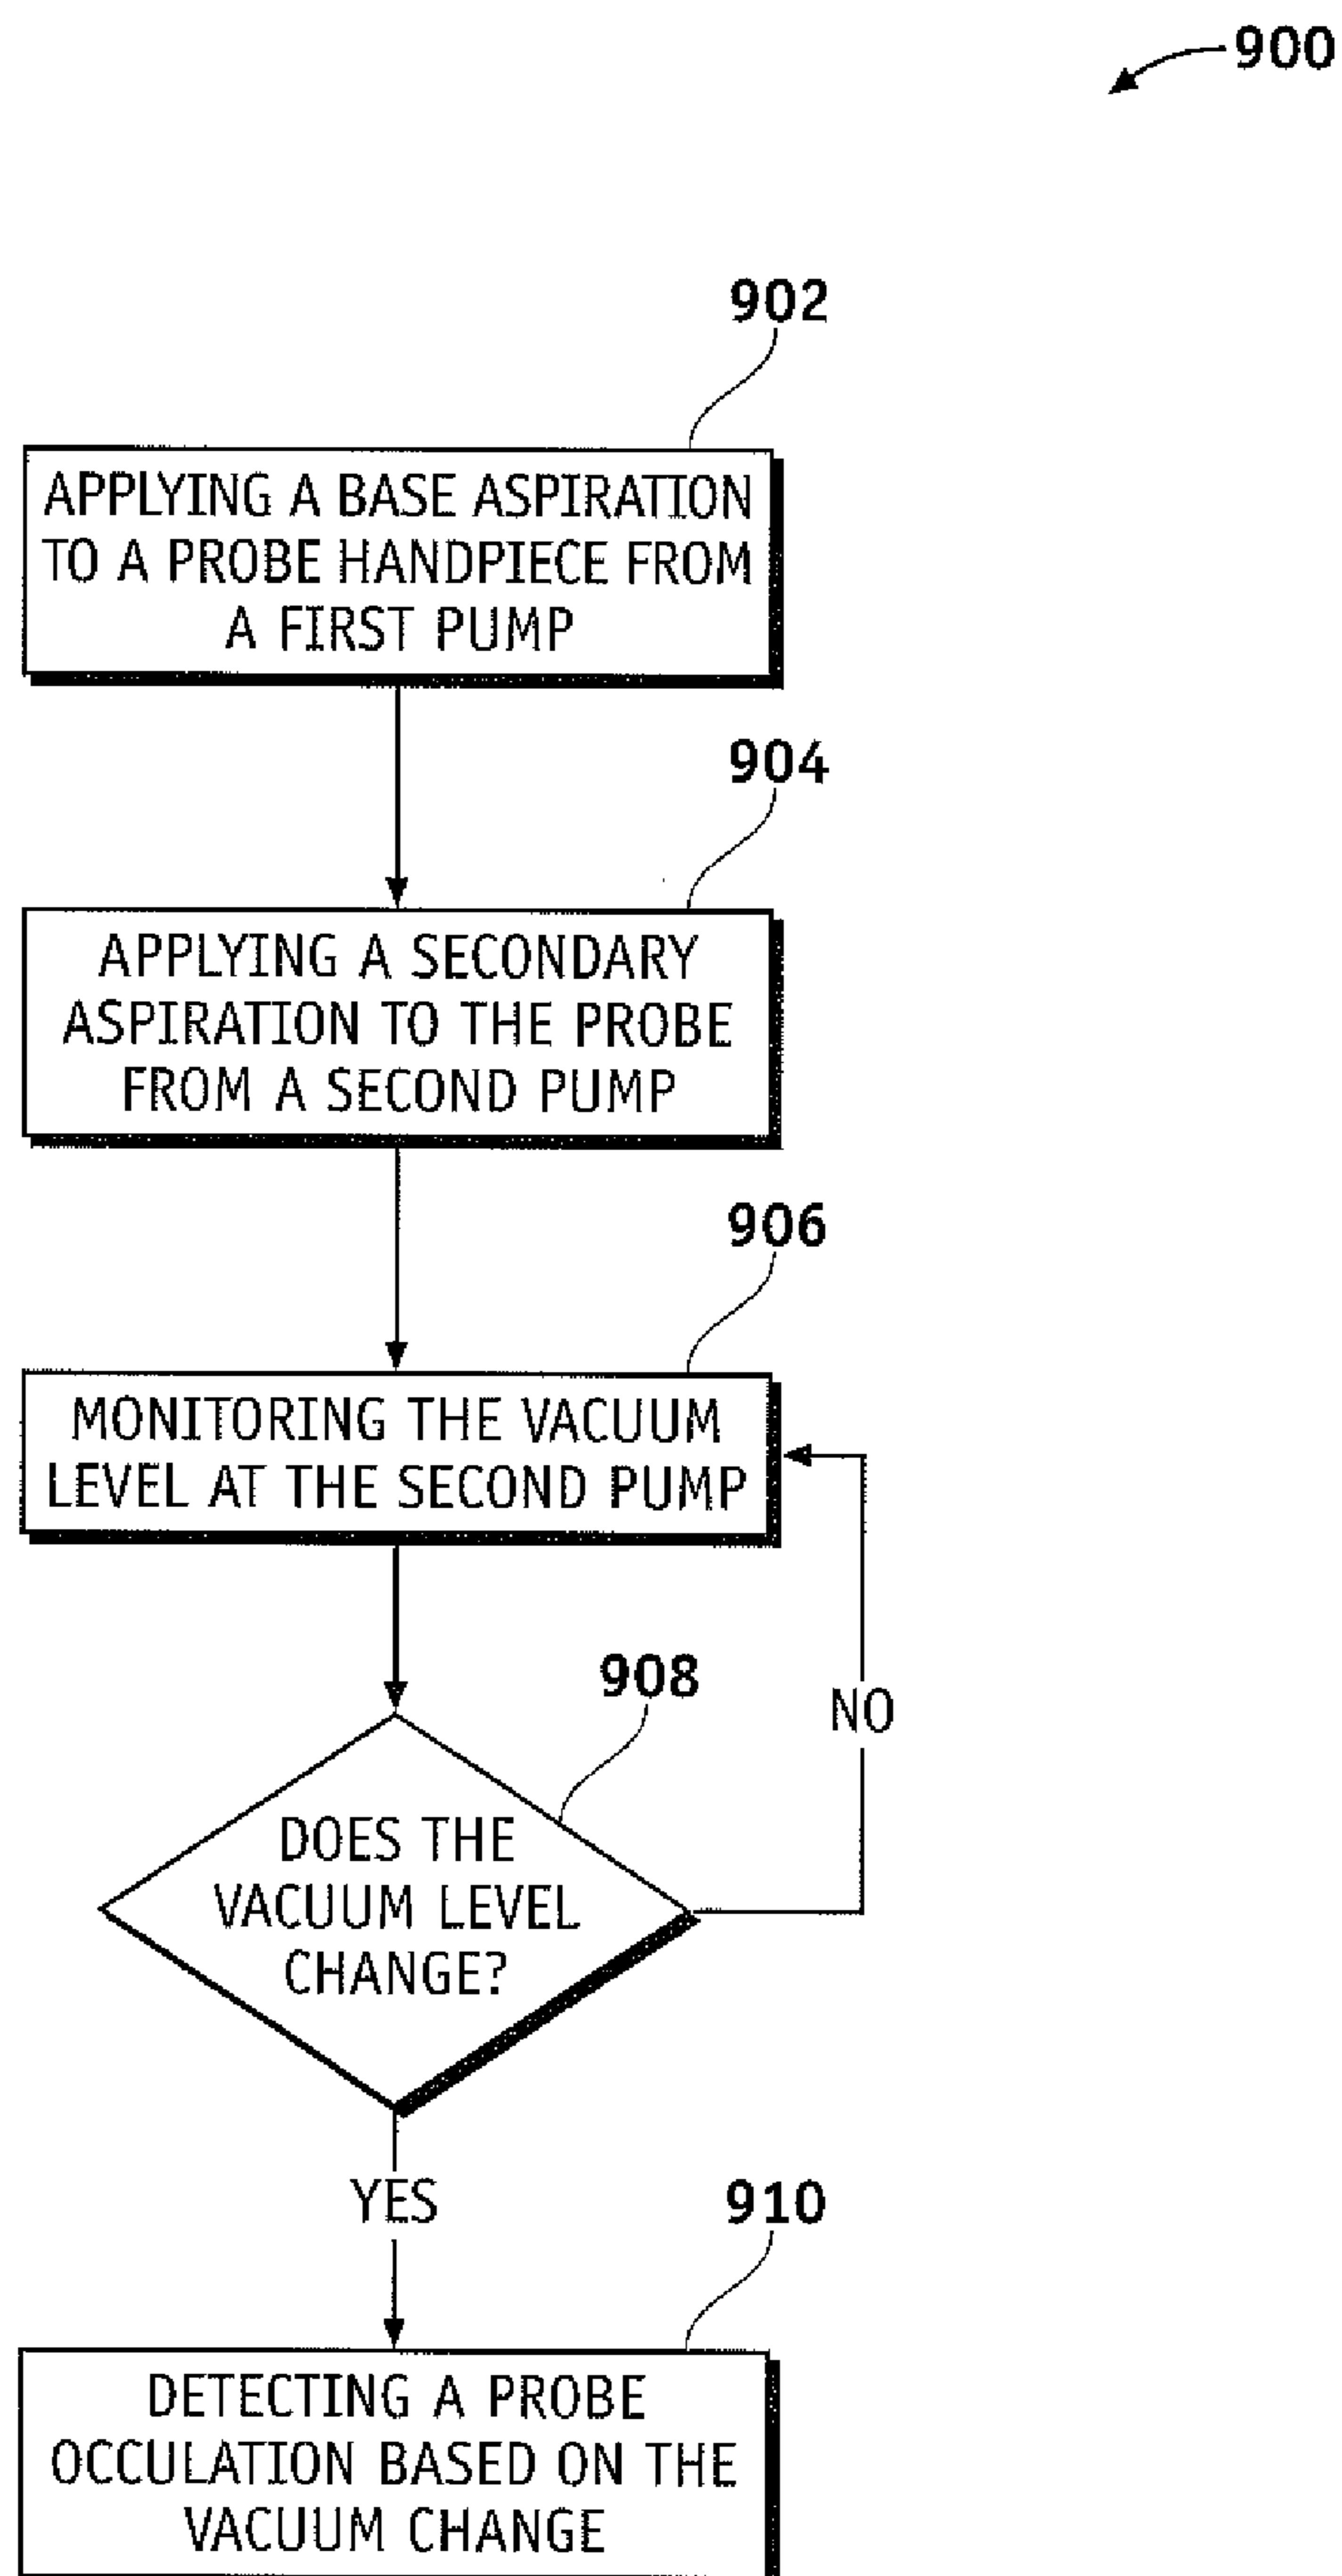 900
902
APPLYING A BASE ASPIRATION
TO A PROBE HANDPIECE FROM
A FIRST PUMP
904
APPLYING A SECONDARY
ASPIRATION TO THE PROBE
FROM A SECOND PUMP
906
MONITORING THE VACUUM
LEVEL AT THE SECOND PUMP
908
NO
DOES THE
VACUUM LEVEL
CHANGE?
YES
910
DETECTING A PROBE
OCCULATION BASED ON THE
VACUUM CHANGE